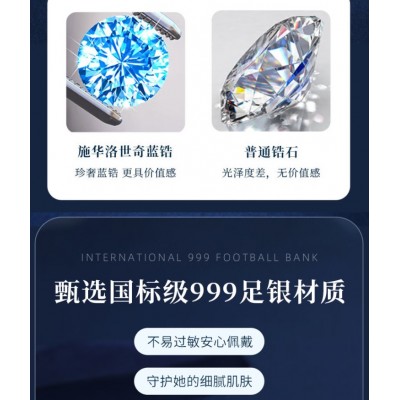 施华洛世奇蓝锆
珍奢蓝锆 更具价值感
普通锆石
光泽度差，无价值感
INTERNATIONAL 999 FOOTBALL BANK
甄选国标级999足银材质
不易过敏安心佩戴
守护她的细腻肌肤